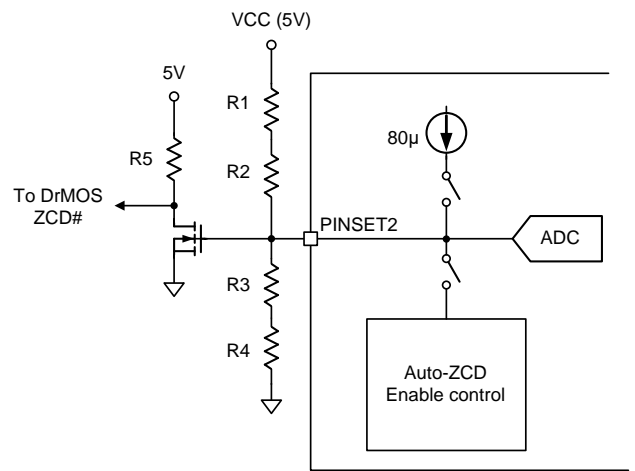 VCC (5V)
5V
R1
80µ
R5
R2
To DrMOS
ZCD#
PINSET2
ADC
R3
R4
Auto-ZCD
Enable control